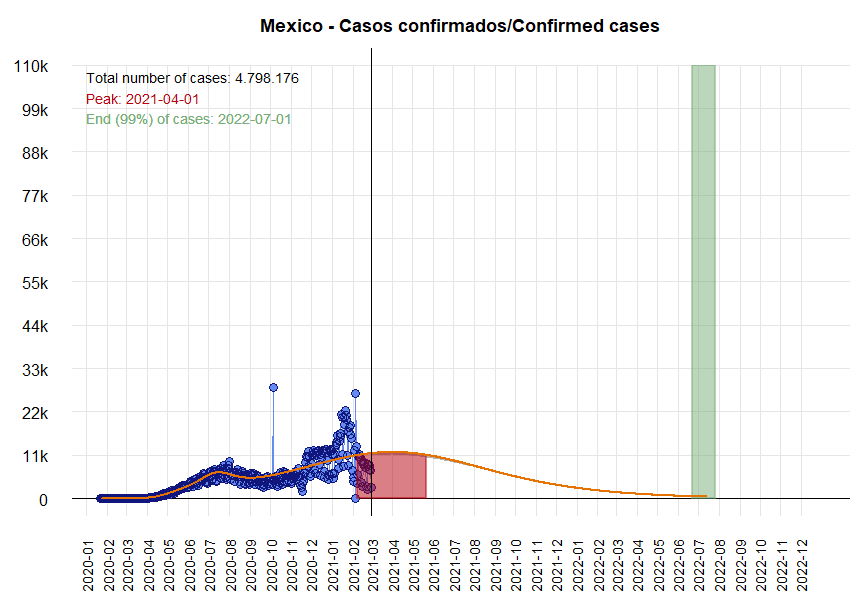 Mexico - Casos confirmados/Confirmed cases
110k
Total number of cases: 4.798.176
Peak: 2021-04-01
99k
End (99%) of cases: 2022-07-01
88k
77k
66k
55k
44k
33k
22k
11k
0
2020-01
2020-02
2020-03
2020-04
2020-05
2020-06
2020-07
2020-08
2020-09
2020-10
2020-11
2020-12
2021-01
2021-02
2021-03
2021-04
2021-05
2021-06
2021-07
2021-08
2021-09
2021-10
2021-11
2021-12
2022-01
2022-02
2022-03
2022-04
2022-05
2022-06
2022-07
2022-08
2022-09
2022-10
2022-11
2022-12